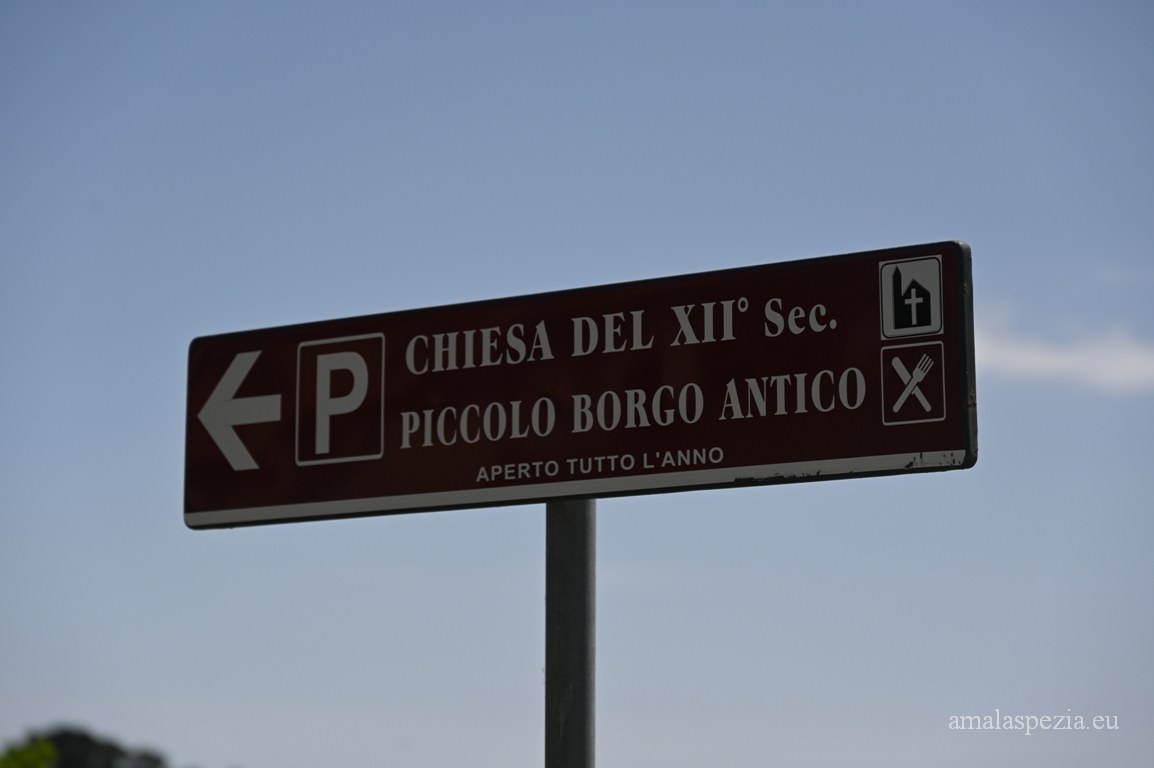 P
CHIESA DEL XII° Sec.
PICCOLO BORGO ANTICO
APERTO TUTTO L'ANNO
amalaspezia.eu